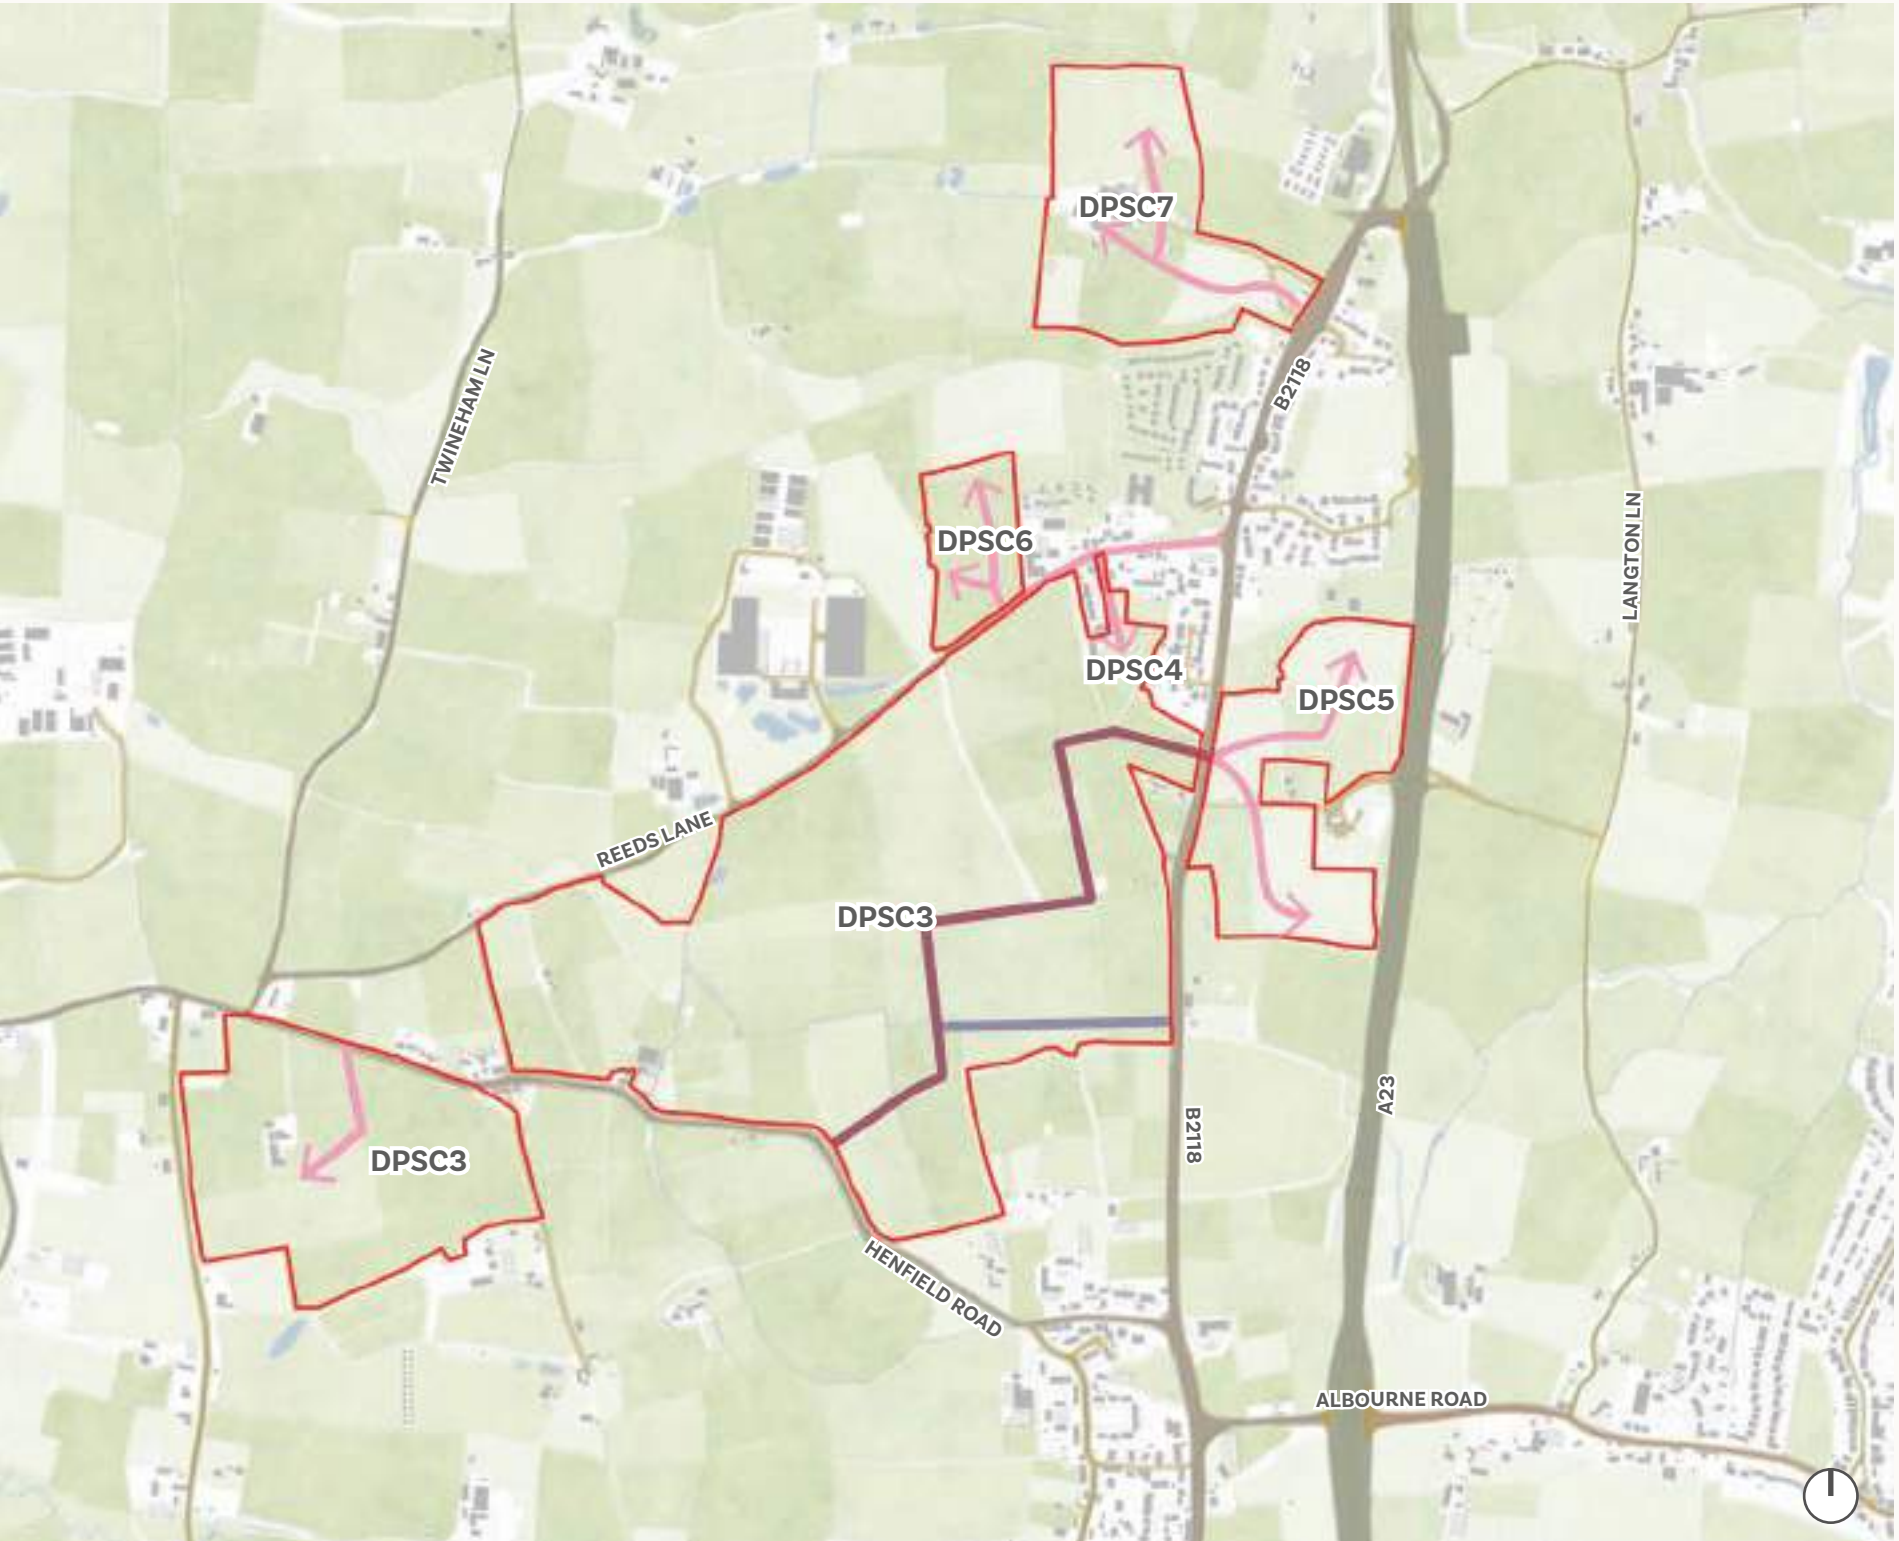 DPSC7
B2118
TWINEHAM LN
DPSC6
LANGTON LN
DPSC4
DPSC5
REEDS LANE
DPSC3
A23
B2118
DPSC3
HENFIELD ROAD
ALBOURNE ROAD